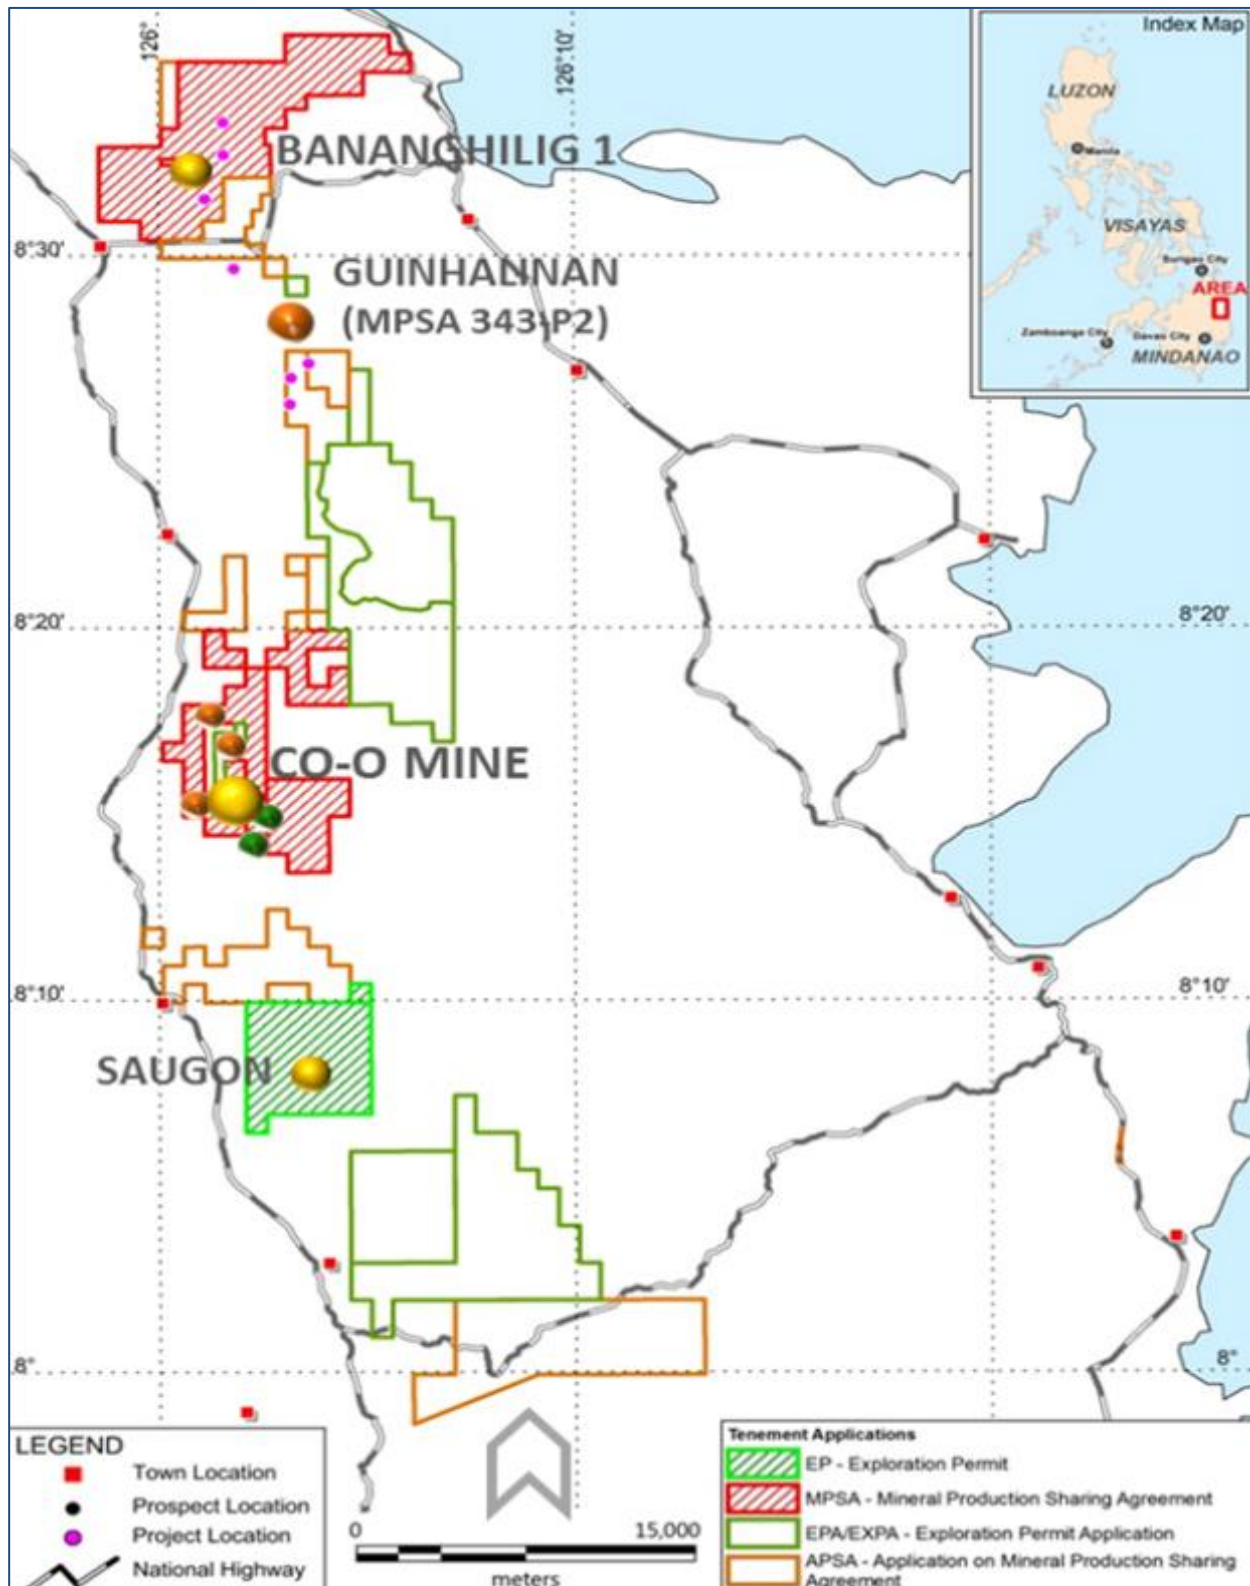 126°
126°10'
Index Map
LUZON
Manila
VISAYAS
Surigao City
AREA
Zamboanga City
Davao City
MINDANAO
BANANGHILIG 1
8°30'
GUINHALINAN
(MPSA 343-P2)
8°20'
8°20'
CO-O MINE
8°10'
8°10'
SAUGON
8°
8°
LEGEND
Town Location
Prospect Location
Project Location
National Highway
0
15,000
meters
Tenement Applications
EP - Exploration Permit
MPSA - Mineral Production Sharing Agreement
EPA/EXPA - Exploration Permit Application
APSA - Application on Mineral Production Sharing
Agreement